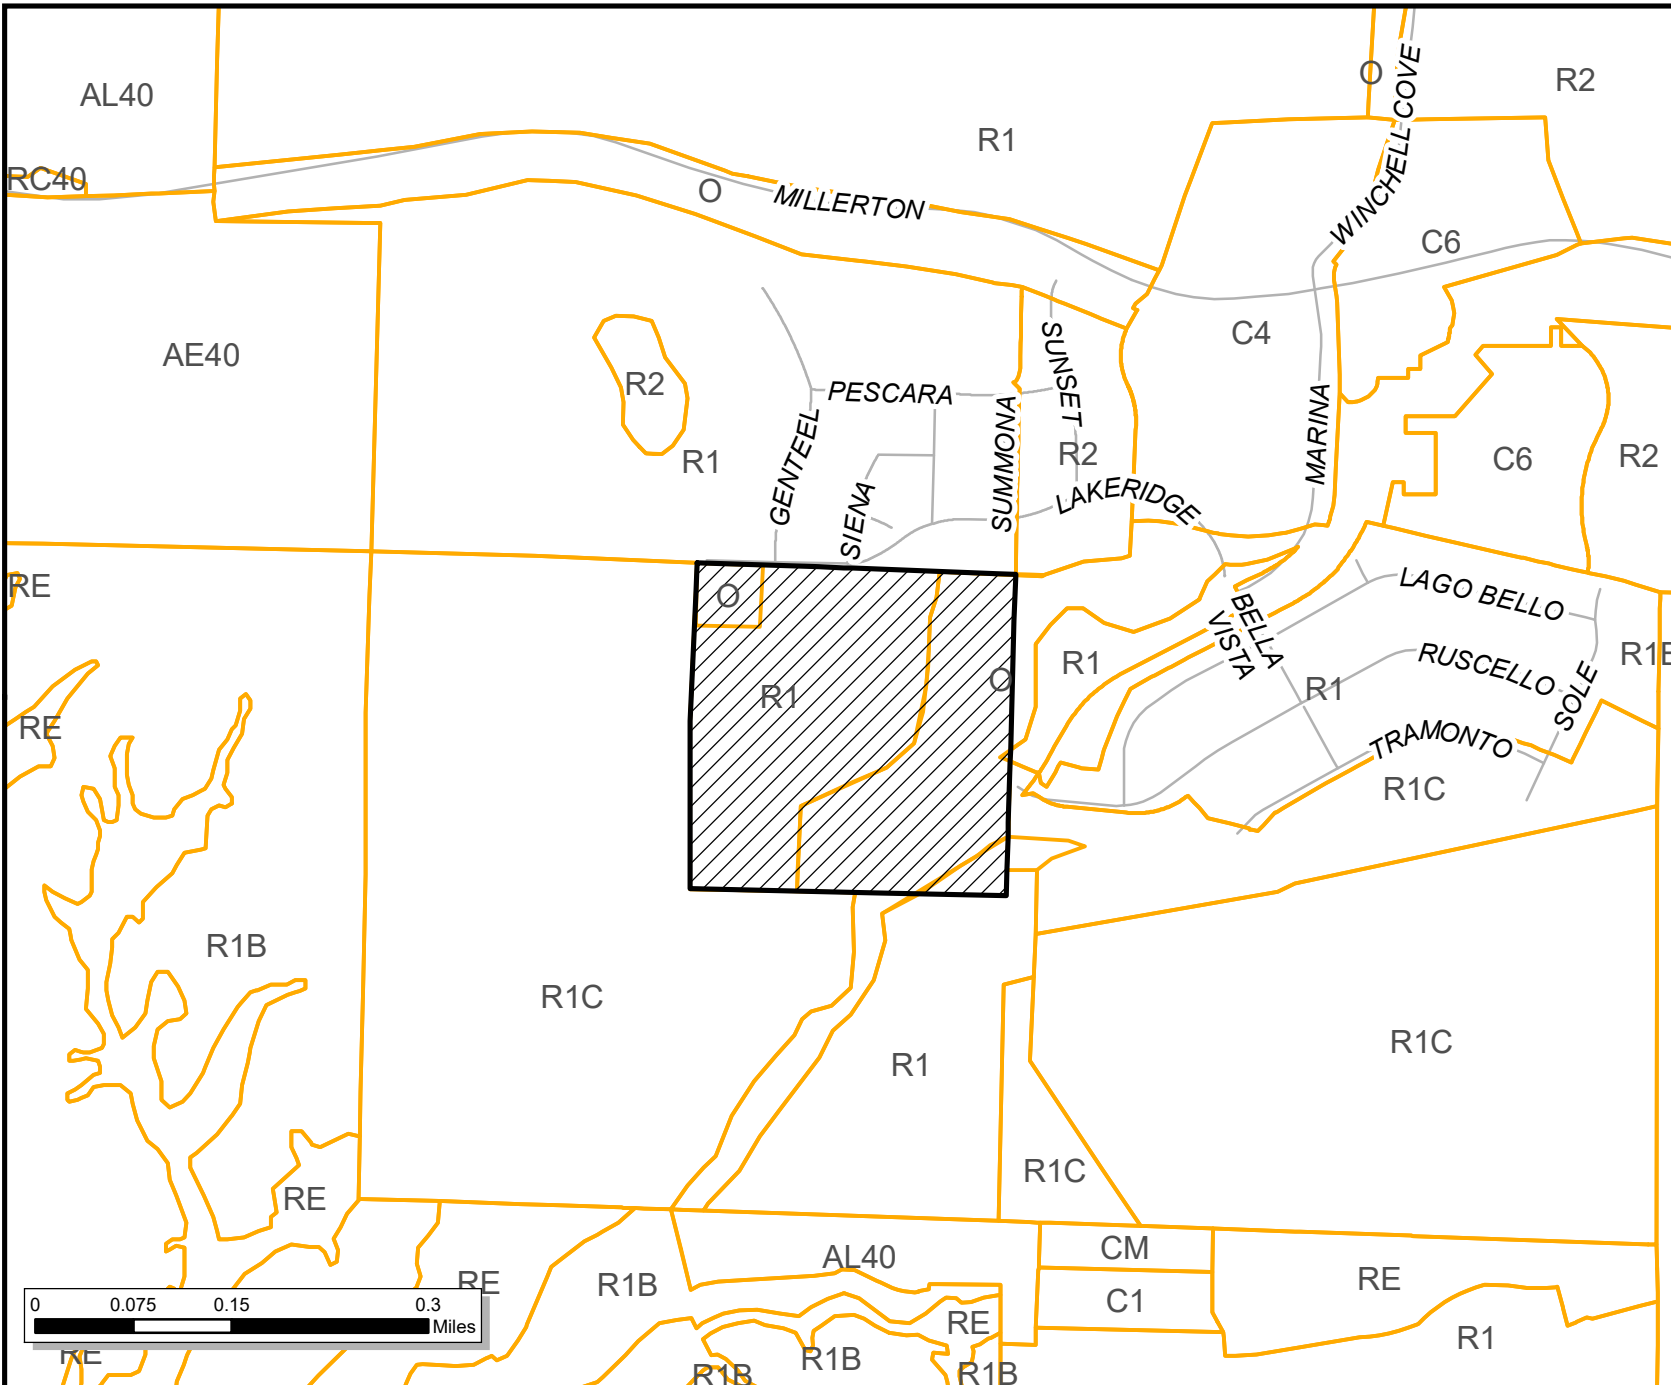 O
R2
AL40
R1
RC40
O
MILLERTON
WINCHELL COVE
C6
C4
AE40
R2
PESCARA
SUNSET
GENTEEL
SUMMONA
MARINA
R1
R2
C6
R2
SIENA
LAKERIDGE
RE
O
LAGO BELLO
BELLA
VISTA
R1
R1
O
R1
RUSCELLO
SOLE
RE
TRAMONTO
R1C
R1B
R1C
R1C
R1
R1C
RE
AL40
CM
RE
RE
R1B
C1
0 0.075 0.15 0.3
Miles
RE
R1
RE
R1B
R1B
R1B